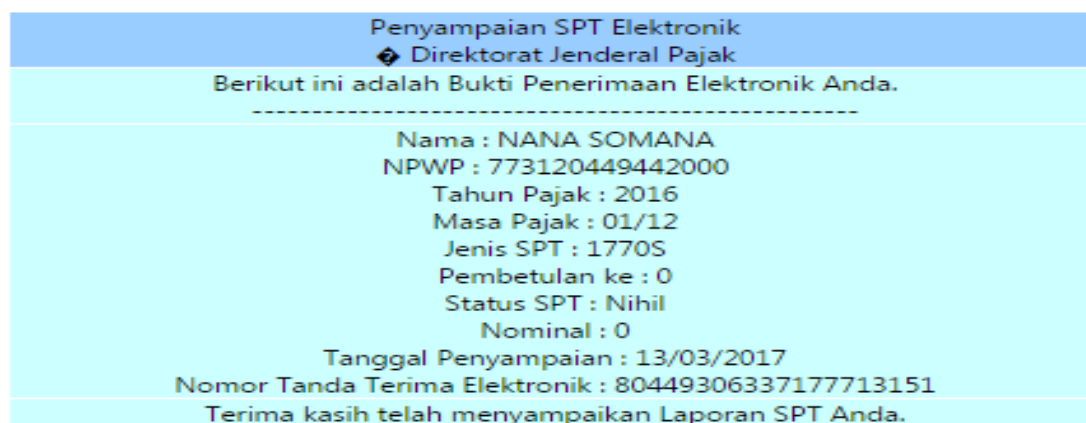 Penyampaian SPT Elektronik
� Direktorat Jenderal Pajak
Berikut ini adalah Bukti Penerimaan Elektronik Anda.
----------------------------------------------------
Nama : NANA SOMANA
NPWP : 773120449442000
Tahun Pajak : 2016
Masa Pajak : 01/12
Jenis SPT : 1770S
Pembetulan ke : 0
Status SPT : Nihil
Nominal : 0
Tanggal Penyampaian : 13/03/2017
Nomor Tanda Terima Elektronik : 80449306337177713151
Terima kasih telah menyampaikan Laporan SPT Anda.